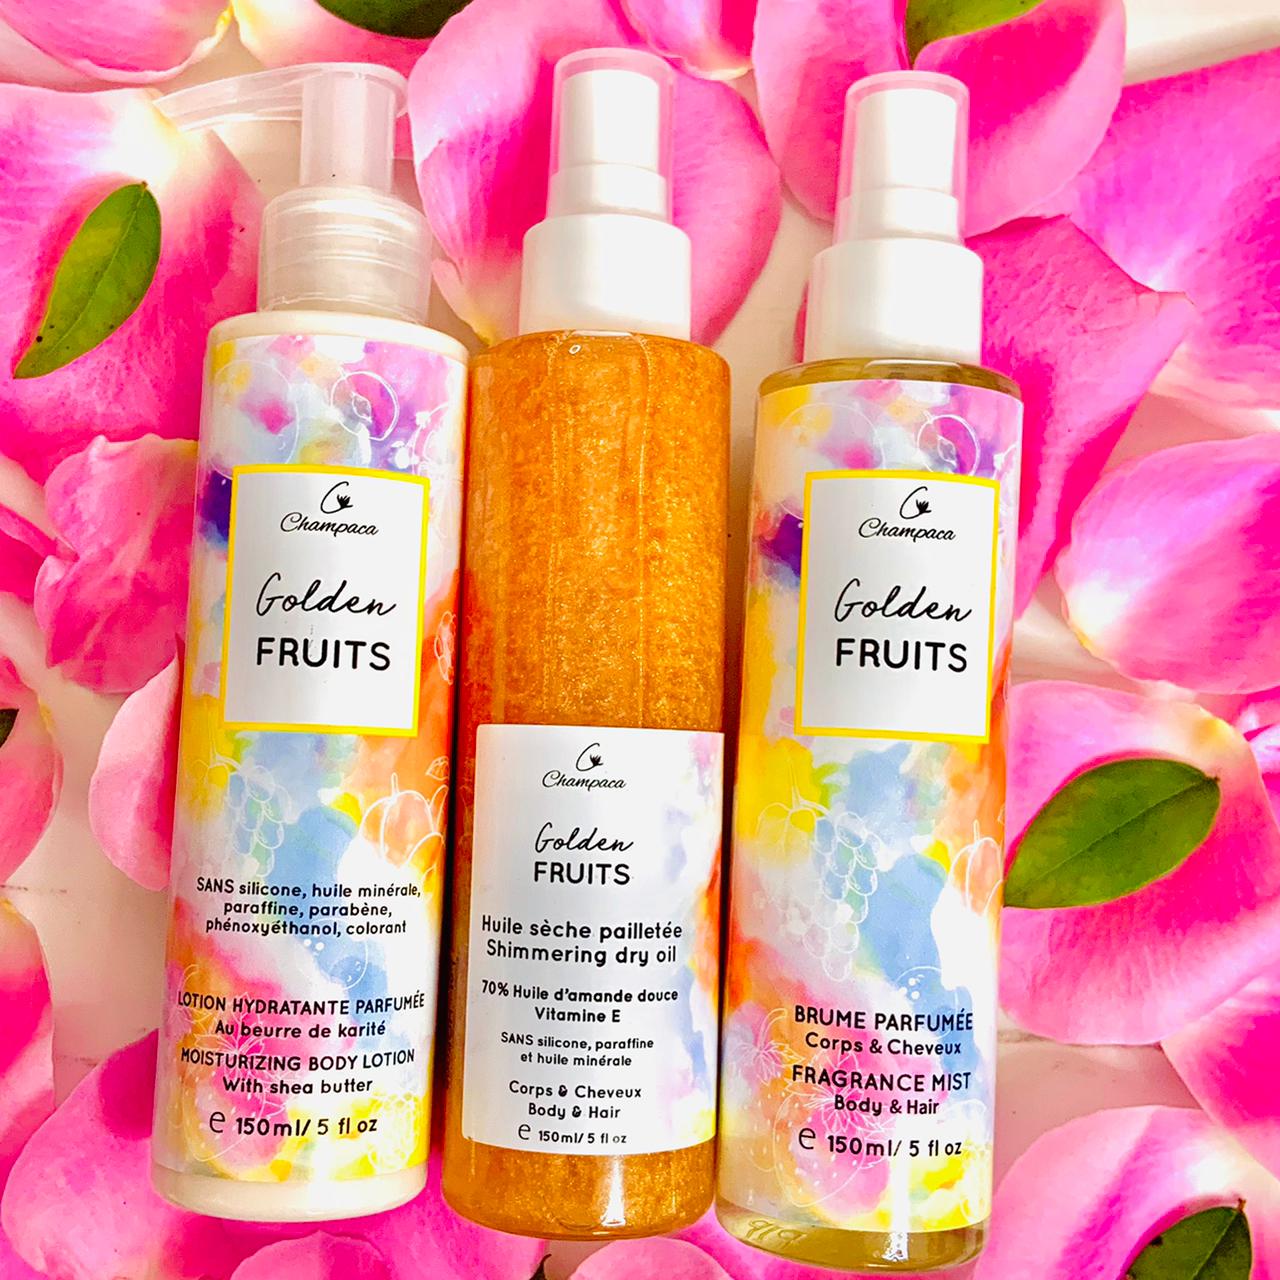 Champaca
Golden
FRUITS
SANS silicone, huile minérale,
paraffine, parabène,
phénoxyéthanol, colorant
LOTION HYDRATANTE PARFUMÉE
Au beurre de karité
MOISTURIZING BODY LOTION
With shea butter
e 150ml/ 5 fl oz
Champaca
Golden
FRUITS
Huile sèche pailletée
Shimmering dry oil
70% Huile d'amande douce
Vitamine E
SANS silicone, paraffine
et huile minérale
Corps & Cheveux
Body & Hair
e 150ml/ 5 fl oz
Champaca
Golden
FRUITS
BRUME PARFUMÉE
Corps & Cheveux
FRAGRANCE MIST
Body & Hair
e 150ml/ 5 fl oz